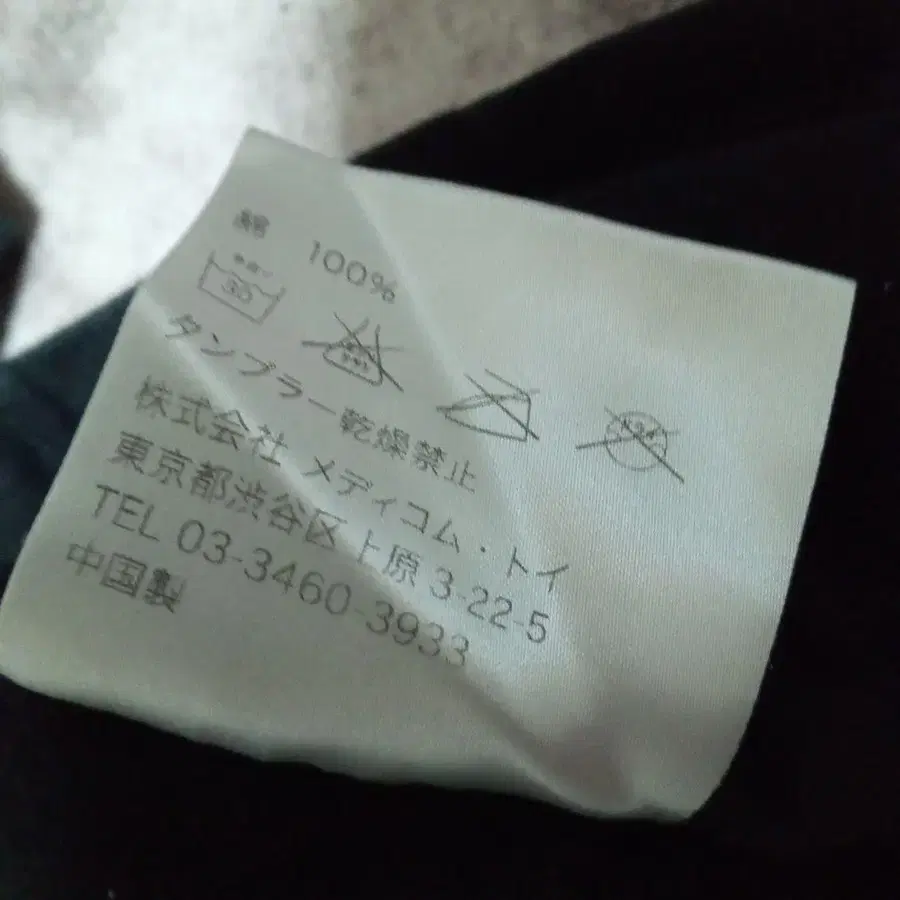 綿 100%
30
タンブラー乾燥禁止
株式会社 メディコム・トイ
東京都渋谷区上原 3-22-5
TEL 03-3460-3933
中国製